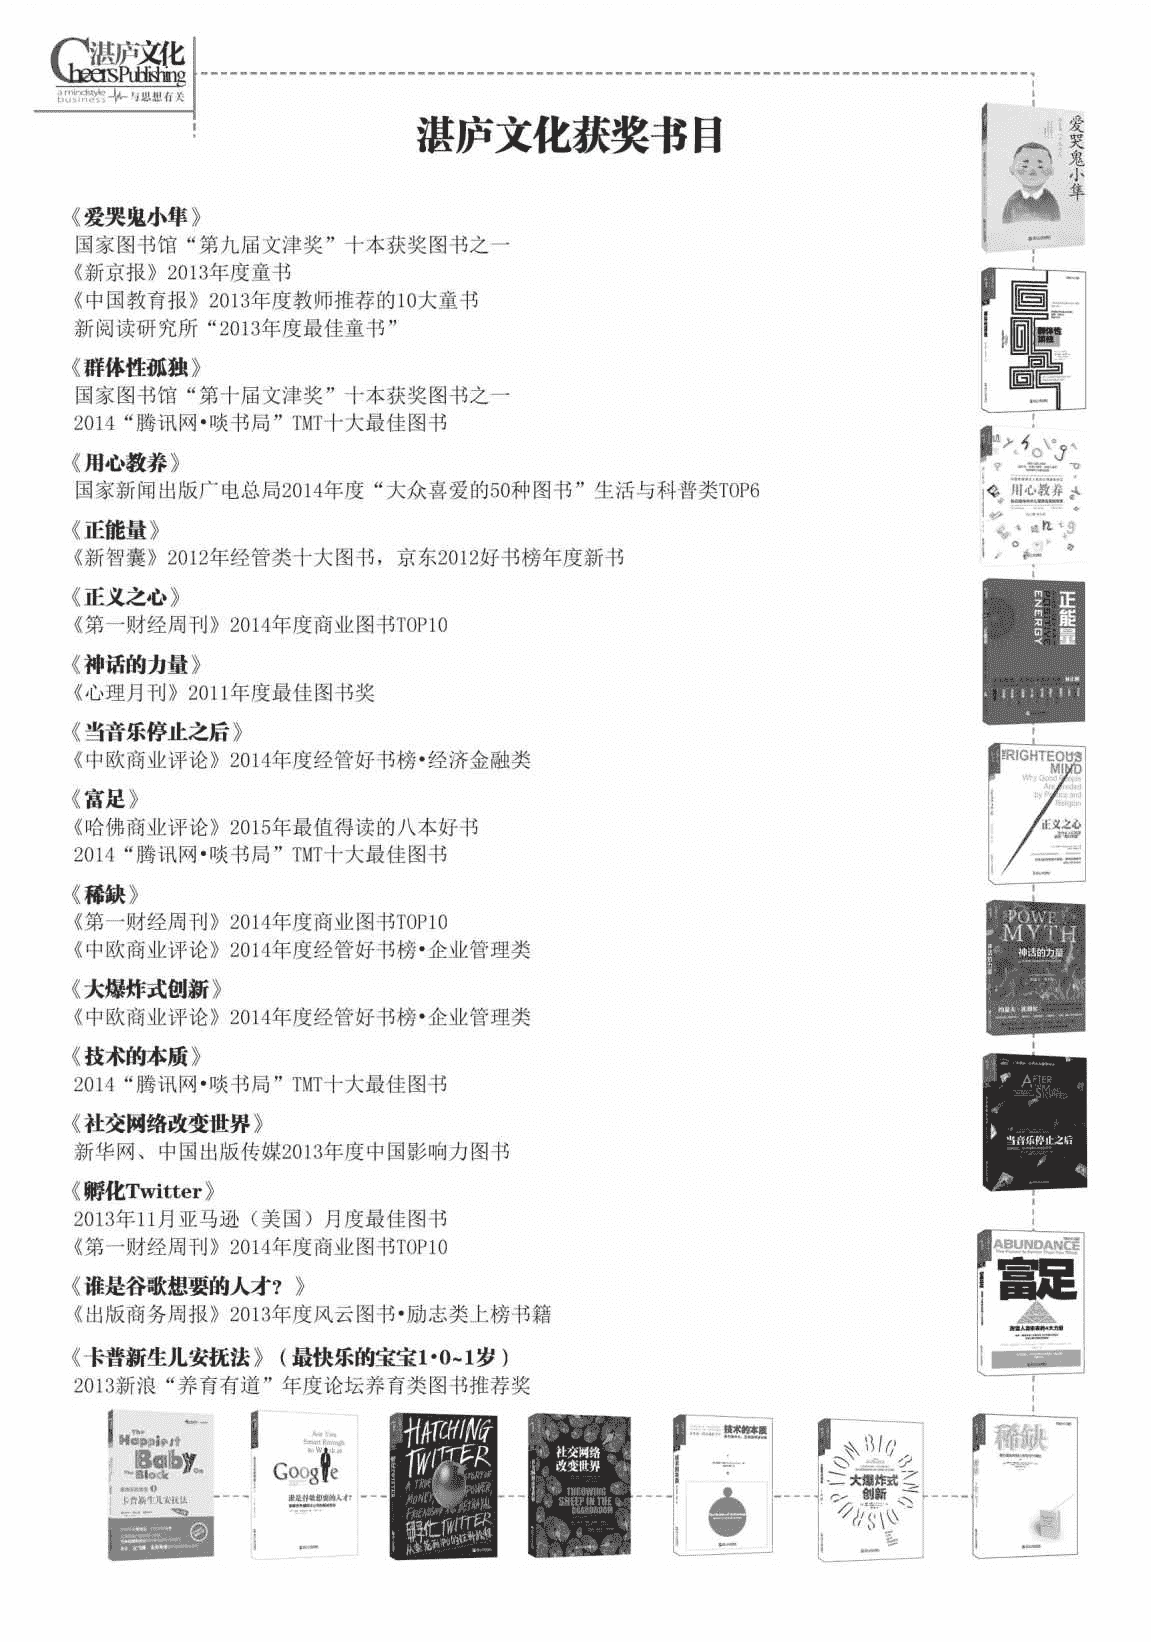 湛庐文化
Cheers Publishing
a mindstyle business
与思想有关
湛庐文化获奖书目
《爱哭鬼小隼》
国家图书馆“第九届文津奖”十本获奖图书之一
《新京报》2013年度童书
《中国教育报》2013年度教师推荐的10大童书
新阅读研究所“2013年度最佳童书”
《群体性孤独》
国家图书馆“第十届文津奖”十本获奖图书之一
2014“腾讯网•啖书局”TMT十大最佳图书
《用心教养》
国家新闻出版广电总局2014年度“大众喜爱的50种图书”生活与科普类TOP6
《正能量》
《新智囊》2012年经管类十大图书，京东2012好书榜年度新书
《正义之心》
《第一财经周刊》2014年度商业图书TOP10
《神话的力量》
《心理月刊》2011年度最佳图书奖
《当音乐停止之后》
《中欧商业评论》2014年度经管好书榜•经济金融类
《富足》
《哈佛商业评论》2015年最值得读的八本好书
2014“腾讯网•啖书局”TMT十大最佳图书
《稀缺》
《第一财经周刊》2014年度商业图书TOP10
《中欧商业评论》2014年度经管好书榜•企业管理类
《大爆炸式创新》
《中欧商业评论》2014年度经管好书榜•企业管理类
《技术的本质》
2014“腾讯网•啖书局”TMT十大最佳图书
《社交网络改变世界》
新华网、中国出版传媒2013年度中国影响力图书
《孵化Twitter》
2013年11月亚马逊（美国）月度最佳图书
《第一财经周刊》2014年度商业图书TOP10
《谁是谷歌想要的人才？》
《出版商务周报》2013年度风云图书•励志类上榜书籍
《卡普新生儿安抚法》（最快乐的宝宝1•0~1岁）
2013新浪“养育有道”年度论坛养育类图书推荐奖
爱哭鬼小隼
群体性孤独
用心教养
正能量
POSITIVE ENERGY
RIGHTEOUS MIND
Why Good People
Are Divided
by Politics and
Religion
正义之心
MYTH
神话的力量
当音乐停止之后
ABUNDANCE
富足
The Happiest Baby On The Block
卡普新生儿安抚法
Are You
Smart Enough
to Work at
Google
谁是谷歌想要的人才？
HATCHING TWITTER
A TRUE STORY OF
MONEY, POWER
FRIENDSHIP AND BETRAYAL
孵化TWITTER
社交网络
改变世界
THROWING
SHEEP IN THE
BOARDROOM
技术的本质
BIG BANG DISRUPTION
大爆炸式
创新
稀缺